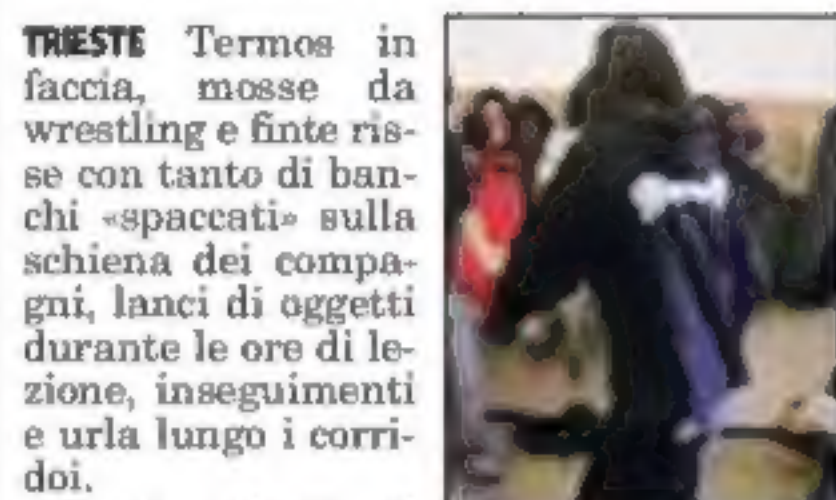 TRIESTE Termos in
faccia, mosse da
wrestling e finte ris-
se con tanto di ban-
chi «spaccati» sulla
schiena dei compa-
gni, lanci di oggetti
durante le ore di le-
zione, inseguimenti
e urla lungo i corri-
doi.